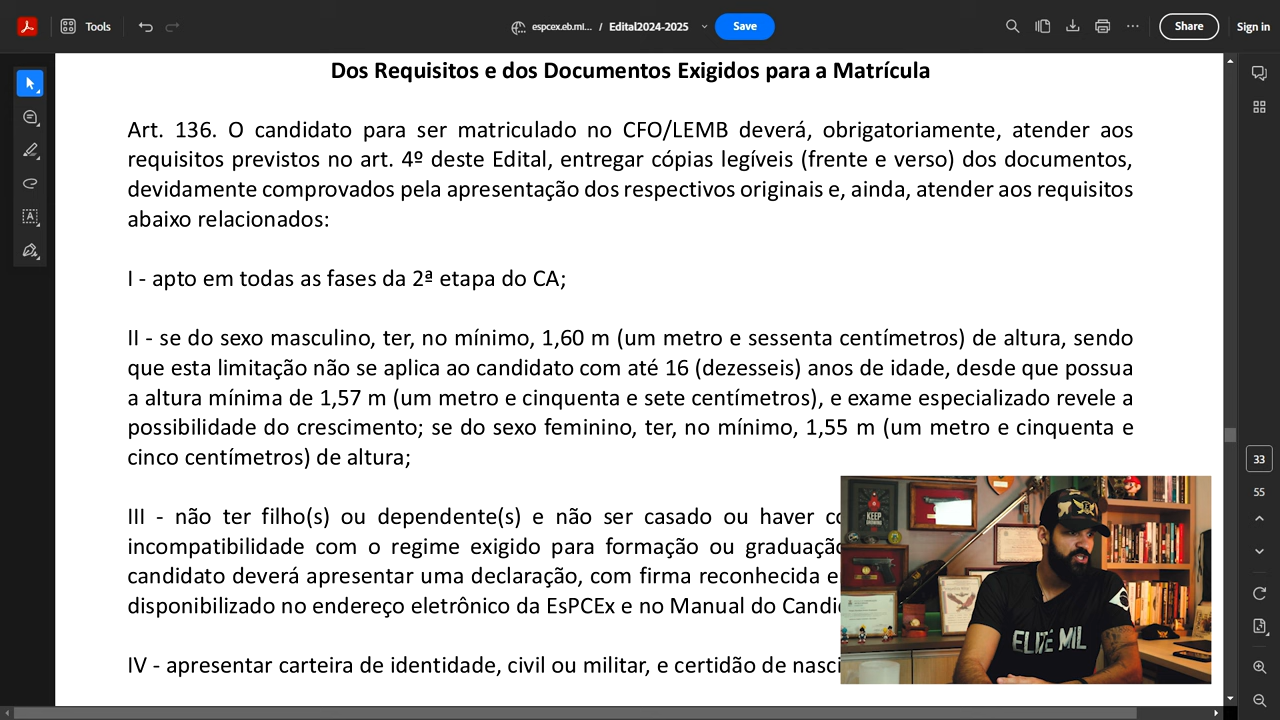 Tools
espcex.eb.mi... / Edital2024-2025
Save
Share
Sign in
Dos Requisitos e dos Documentos Exigidos para a Matrícula
Art. 136. O candidato para ser matriculado no CFO/LEMB deverá, obrigatoriamente, atender aos
requisitos previstos no art. 4º deste Edital, entregar cópias legíveis (frente e verso) dos documentos,
devidamente comprovados pela apresentação dos respectivos originais e, ainda, atender aos requisitos
abaixo relacionados:
I - apto em todas as fases da 2ª etapa do CA;
II - se do sexo masculino, ter, no mínimo, 1,60 m (um metro e sessenta centímetros) de altura, sendo
que esta limitação não se aplica ao candidato com até 16 (dezesseis) anos de idade, desde que possua
a altura mínima de 1,57 m (um metro e cinquenta e sete centímetros), e exame especializado revele a
possibilidade do crescimento; se do sexo feminino, ter, no mínimo, 1,55 m (um metro e cinquenta e
cinco centímetros) de altura;
III - não ter filho(s) ou dependente(s) e não ser casado ou haver
incompatibilidade com o regime exigido para formação ou graduação
candidato deverá apresentar uma declaração, com firma reconhecida
disponibilizado no endereço eletrônico da EsPCEx e no Manual do
IV - apresentar carteira de identidade, civil ou militar, e certidão de
33
55
KEEP
ELITE MIL